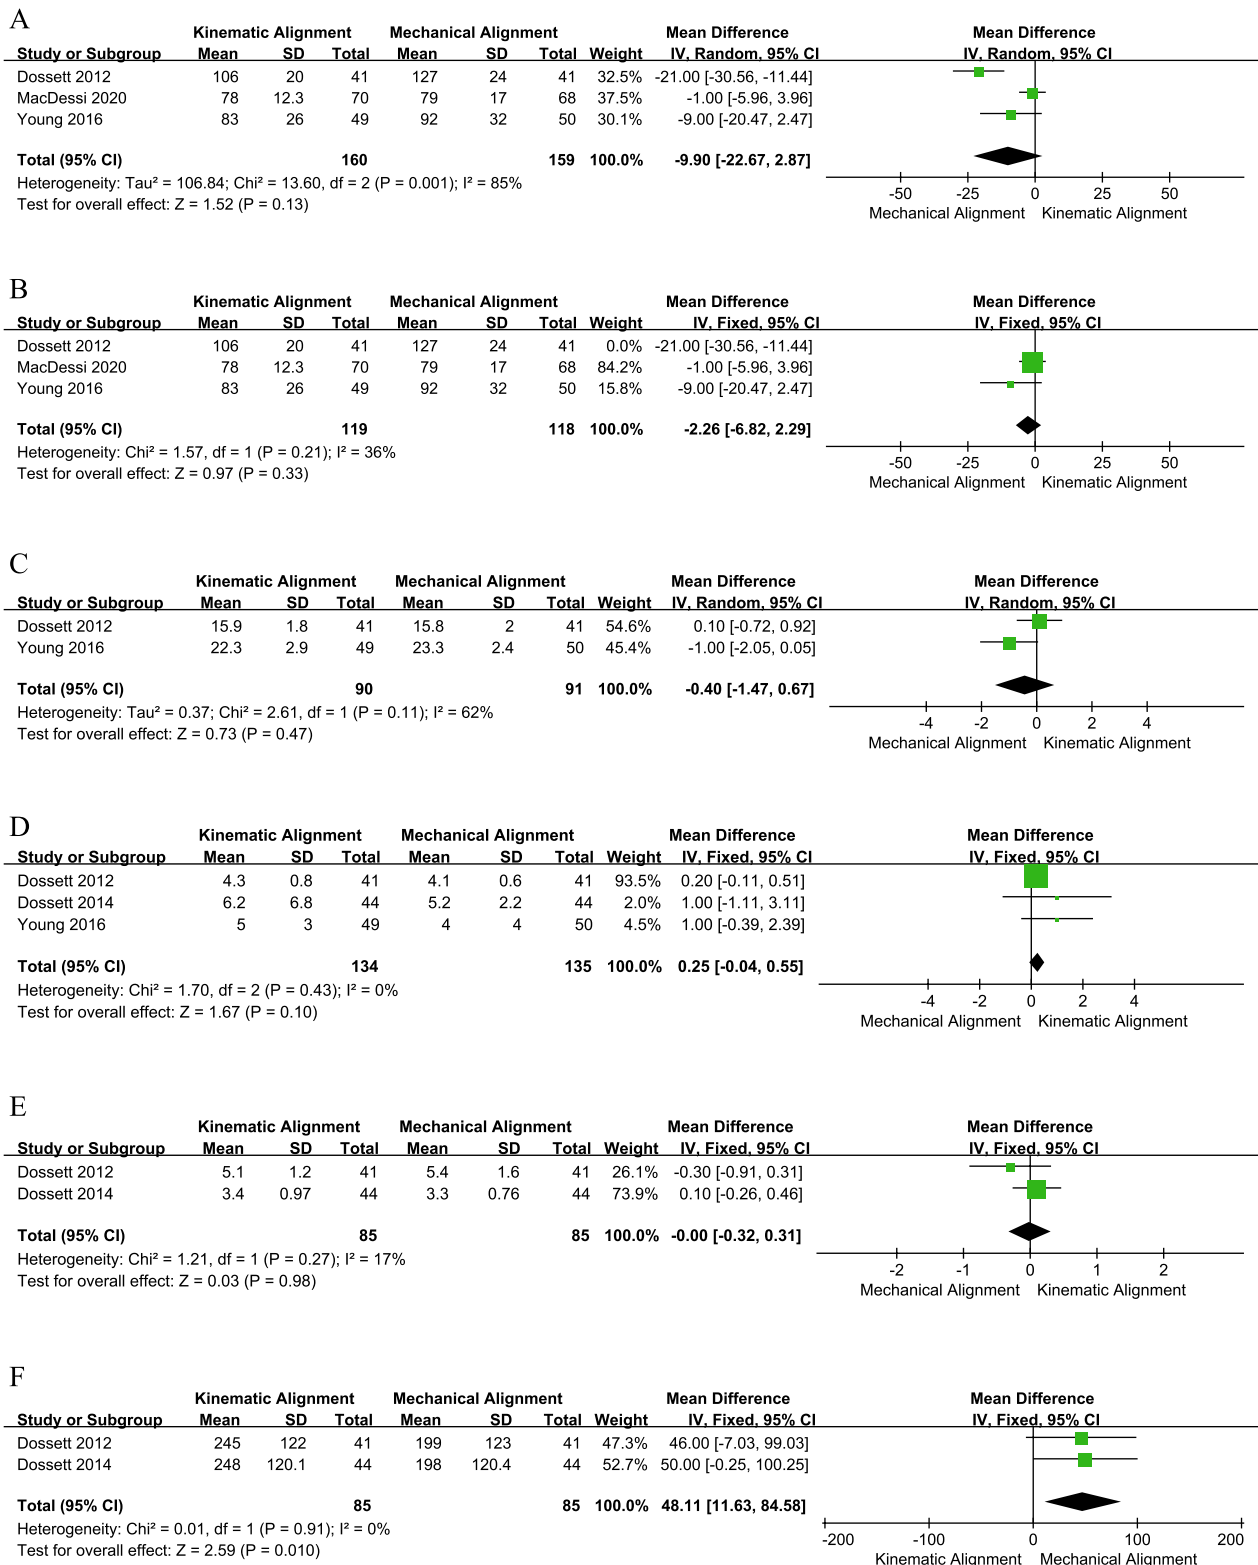 A
Kinematic Alignment Mechanical Alignment Mean Difference Mean Difference
Study or Subgroup Mean SD Total Mean SD Total Weight IV, Random, 95% CI IV, Random, 95% CI
Dossett 2012 106 20 41 127 24 41 32.5% -21.00 [-30.56, -11.44]
MacDessi 2020 78 12.3 70 79 17 68 37.5% -1.00 [-5.96, 3.96]
Young 2016 83 26 49 92 32 50 30.1% -9.00 [-20.47, 2.47]
Total (95% CI) 160 159 100.0% -9.90 [-22.67, 2.87]
Heterogeneity: Tau² = 106.84; Chi² = 13.60, df = 2 (P = 0.001); I² = 85%
Test for overall effect: Z = 1.52 (P = 0.13)
-50 -25 0 25 50
Mechanical Alignment Kinematic Alignment
B
Kinematic Alignment Mechanical Alignment Mean Difference Mean Difference
Study or Subgroup Mean SD Total Mean SD Total Weight IV, Fixed, 95% CI IV, Fixed, 95% CI
Dossett 2012 106 20 41 127 24 41 0.0% -21.00 [-30.56, -11.44]
MacDessi 2020 78 12.3 70 79 17 68 84.2% -1.00 [-5.96, 3.96]
Young 2016 83 26 49 92 32 50 15.8% -9.00 [-20.47, 2.47]
Total (95% CI) 119 118 100.0% -2.26 [-6.82, 2.29]
Heterogeneity: Chi² = 1.57, df = 1 (P = 0.21); I² = 36%
Test for overall effect: Z = 0.97 (P = 0.33)
-50 -25 0 25 50
Mechanical Alignment Kinematic Alignment
C
Kinematic Alignment Mechanical Alignment Mean Difference Mean Difference
Study or Subgroup Mean SD Total Mean SD Total Weight IV, Random, 95% CI IV, Random, 95% CI
Dossett 2012 15.9 1.8 41 15.8 2 41 54.6% 0.10 [-0.72, 0.92]
Young 2016 22.3 2.9 49 23.3 2.4 50 45.4% -1.00 [-2.05, 0.05]
Total (95% CI) 90 91 100.0% -0.40 [-1.47, 0.67]
Heterogeneity: Tau² = 0.37; Chi² = 2.61, df = 1 (P = 0.11); I² = 62%
Test for overall effect: Z = 0.73 (P = 0.47)
-4 -2 0 2 4
Mechanical Alignment Kinematic Alignment
D
Kinematic Alignment Mechanical Alignment Mean Difference Mean Difference
Study or Subgroup Mean SD Total Mean SD Total Weight IV, Fixed, 95% CI IV, Fixed, 95% CI
Dossett 2012 4.3 0.8 41 4.1 0.6 41 93.5% 0.20 [-0.11, 0.51]
Dossett 2014 6.2 6.8 44 5.2 2.2 44 2.0% 1.00 [-1.11, 3.11]
Young 2016 5 3 49 4 4 50 4.5% 1.00 [-0.39, 2.39]
Total (95% CI) 134 135 100.0% 0.25 [-0.04, 0.55]
Heterogeneity: Chi² = 1.70, df = 2 (P = 0.43); I² = 0%
Test for overall effect: Z = 1.67 (P = 0.10)
-4 -2 0 2 4
Mechanical Alignment Kinematic Alignment
E
Kinematic Alignment Mechanical Alignment Mean Difference Mean Difference
Study or Subgroup Mean SD Total Mean SD Total Weight IV, Fixed, 95% CI IV, Fixed, 95% CI
Dossett 2012 5.1 1.2 41 5.4 1.6 41 26.1% -0.30 [-0.91, 0.31]
Dossett 2014 3.4 0.97 44 3.3 0.76 44 73.9% 0.10 [-0.26, 0.46]
Total (95% CI) 85 85 100.0% -0.00 [-0.32, 0.31]
Heterogeneity: Chi² = 1.21, df = 1 (P = 0.27); I² = 17%
Test for overall effect: Z = 0.03 (P = 0.98)
-2 -1 0 1 2
Mechanical Alignment Kinematic Alignment
F
Kinematic Alignment Mechanical Alignment Mean Difference Mean Difference
Study or Subgroup Mean SD Total Mean SD Total Weight IV, Fixed, 95% CI IV, Fixed, 95% CI
Dossett 2012 245 122 41 199 123 41 47.3% 46.00 [-7.03, 99.03]
Dossett 2014 248 120.1 44 198 120.4 44 52.7% 50.00 [-0.25, 100.25]
Total (95% CI) 85 85 100.0% 48.11 [11.63, 84.58]
Heterogeneity: Chi² = 0.01, df = 1 (P = 0.91); I² = 0%
Test for overall effect: Z = 2.59 (P = 0.010)
-200 -100 0 100 200
Kinematic Alignment Mechanical Alignment